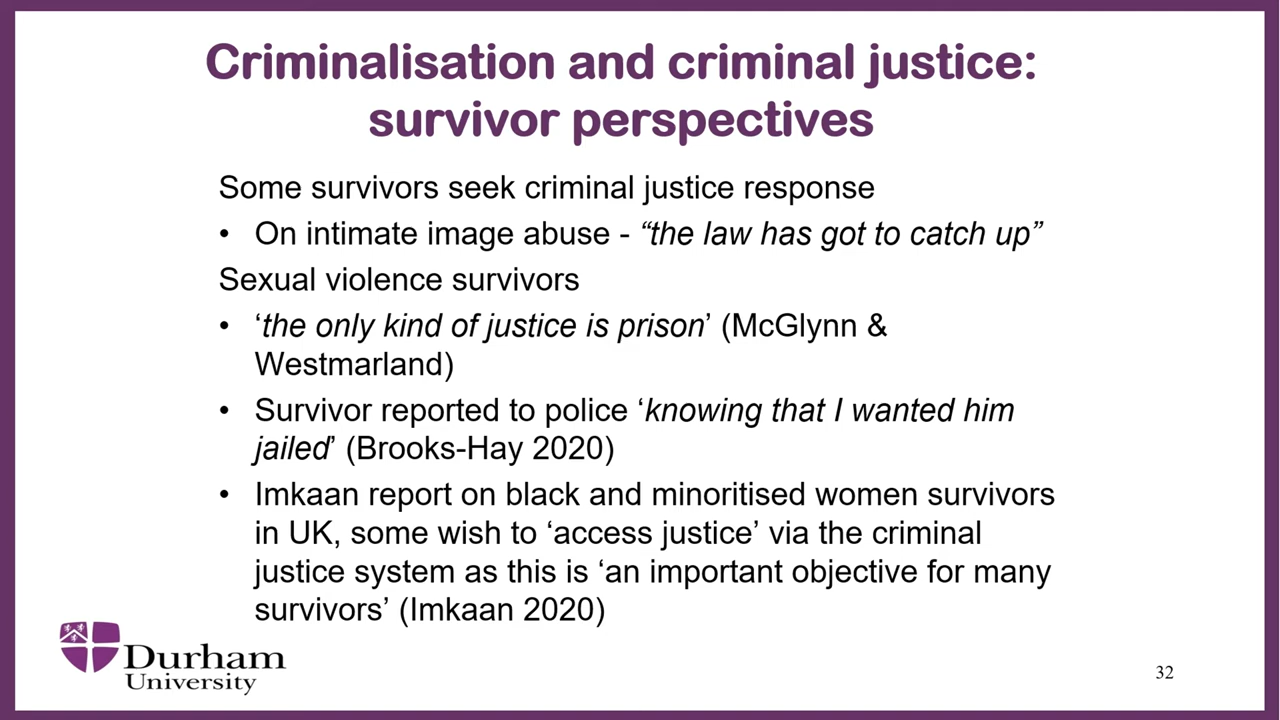 Criminalisation and criminal justice:
survivor perspectives
Some survivors seek criminal justice response
• On intimate image abuse - “the law has got to catch up”
Sexual violence survivors
• ‘the only kind of justice is prison’ (McGlynn &
Westmarland)
• Survivor reported to police ‘knowing that I wanted him
jailed’ (Brooks-Hay 2020)
• Imkaan report on black and minoritised women survivors
in UK, some wish to ‘access justice’ via the criminal
justice system as this is ‘an important objective for many
survivors’ (Imkaan 2020)
Durham
University
32